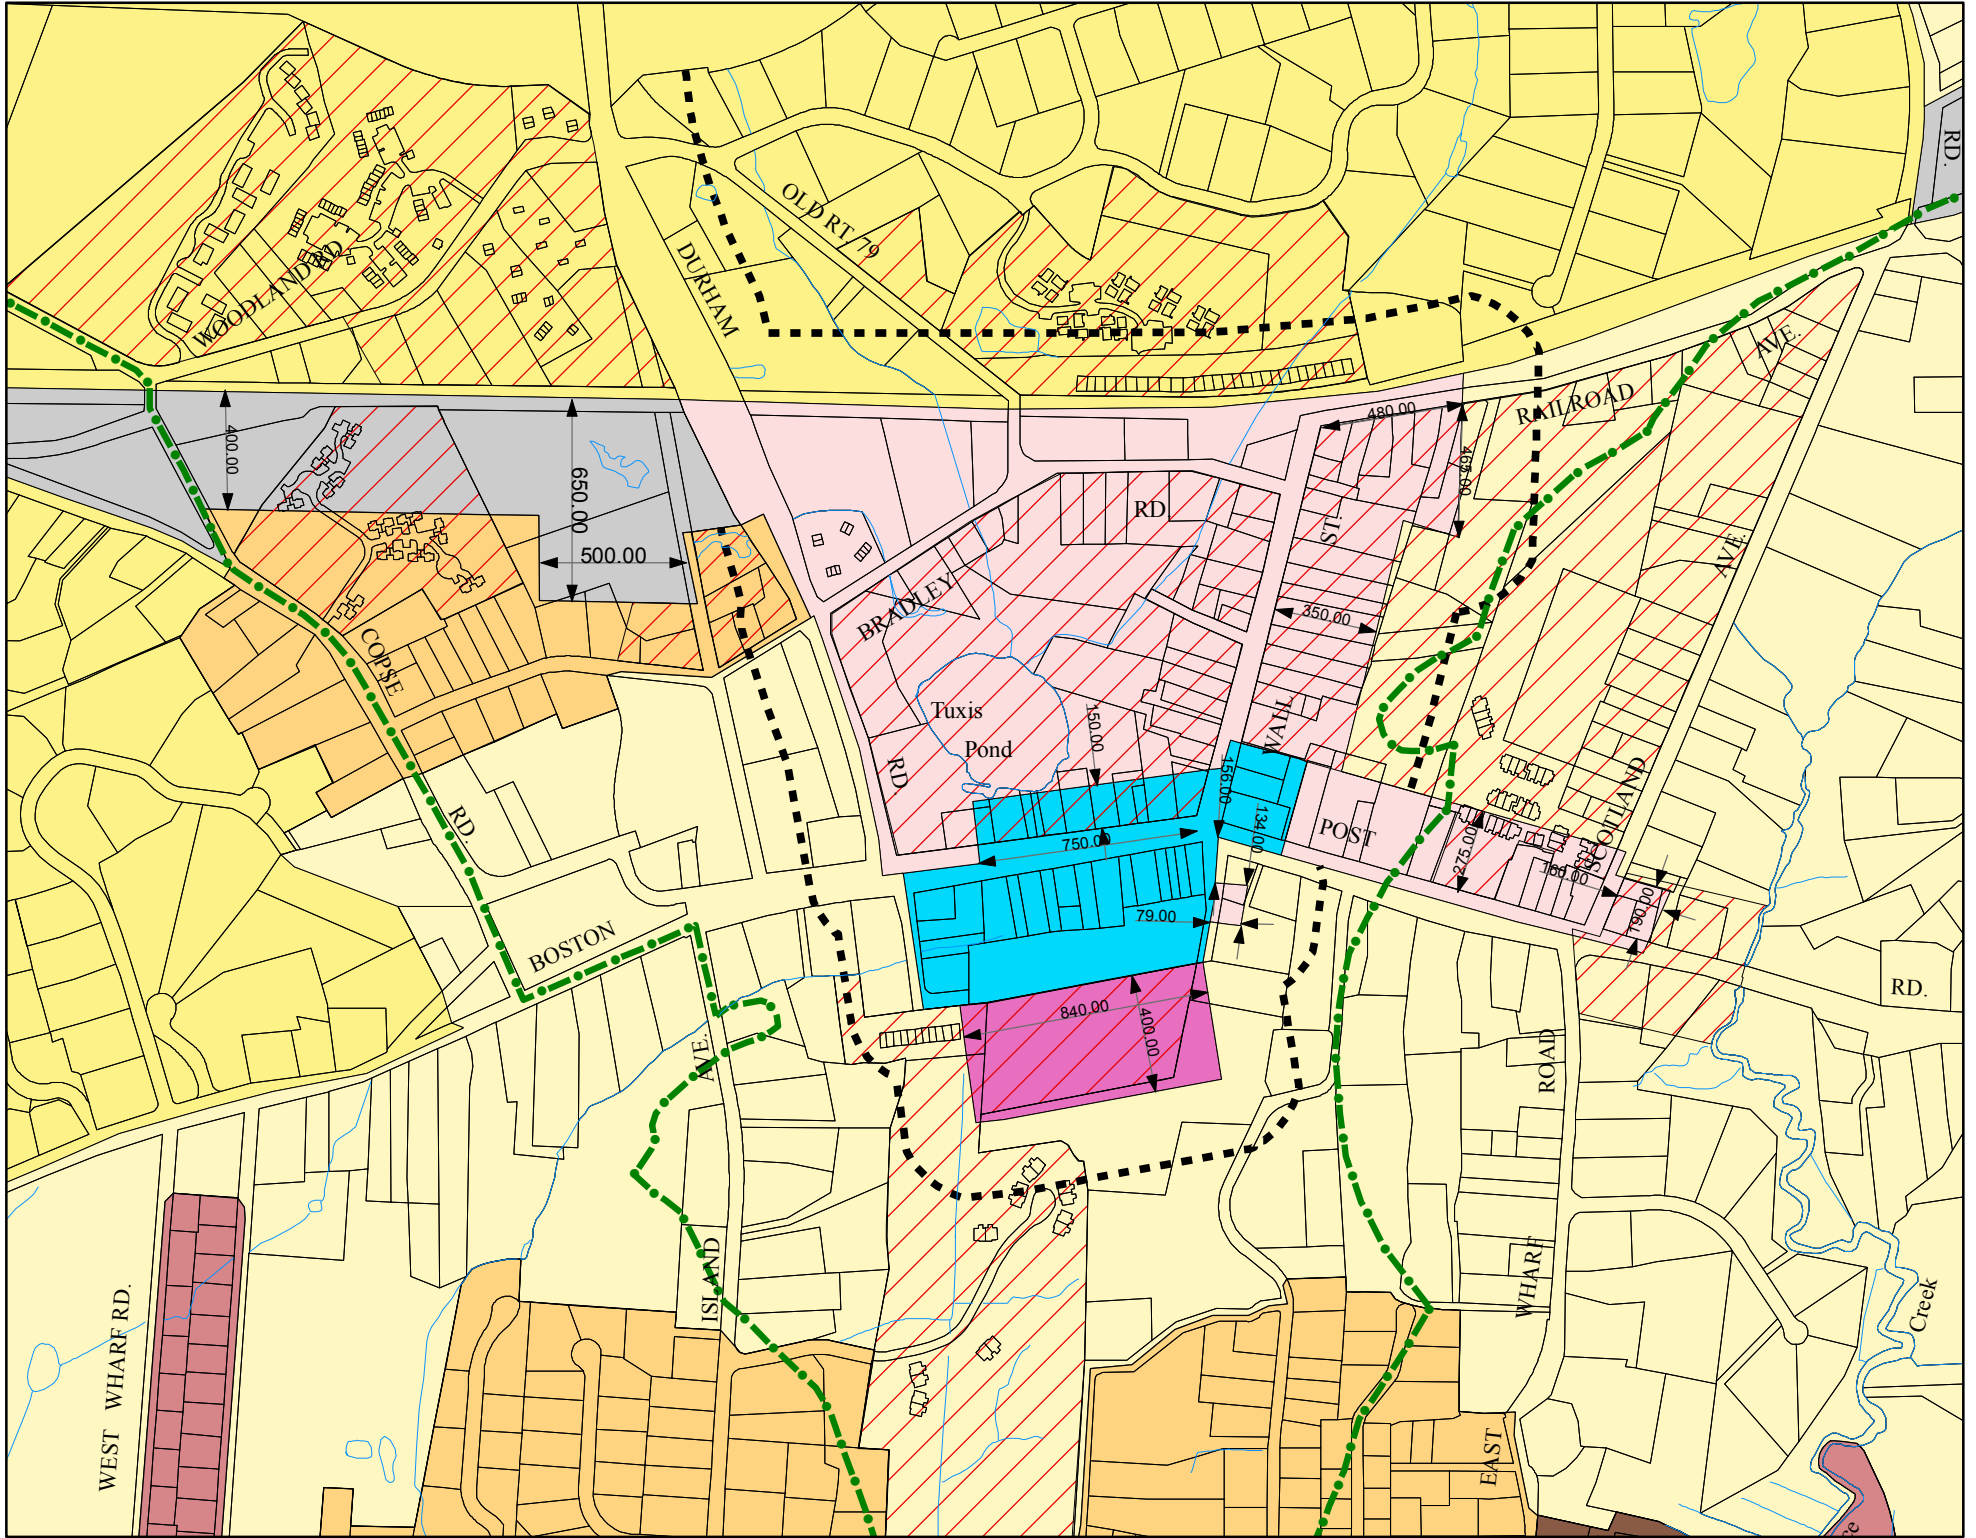 RD.
OLD RT. 79
WOODLAND RD
DURHAM
AVE.
RAILROAD
480.00
400.00
465.00
650.00
RD.
ST.
500.00
AVE.
BRADLEY
350.00
COPSE
Tuxis
Pond
150.00
WALL
RD
156.00
134.00
SCOTLAND
RD.
750.00
POST
275.00
160.00
79.00
190.00
BOSTON
RD.
840.00
400.00
AVE.
ROAD
ISLAND
WHARF
Creek
WEST WHARF RD.
EAST
ce